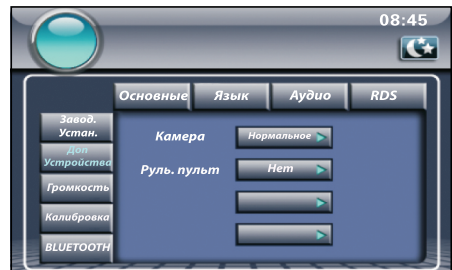 08:45
Основные Язык Аудио RDS
Завод.
Устан.
Доп
Устройства
Громкость
Калибровка
BLUETOOTH
Камера Нормальное
Руль. пульт Нет